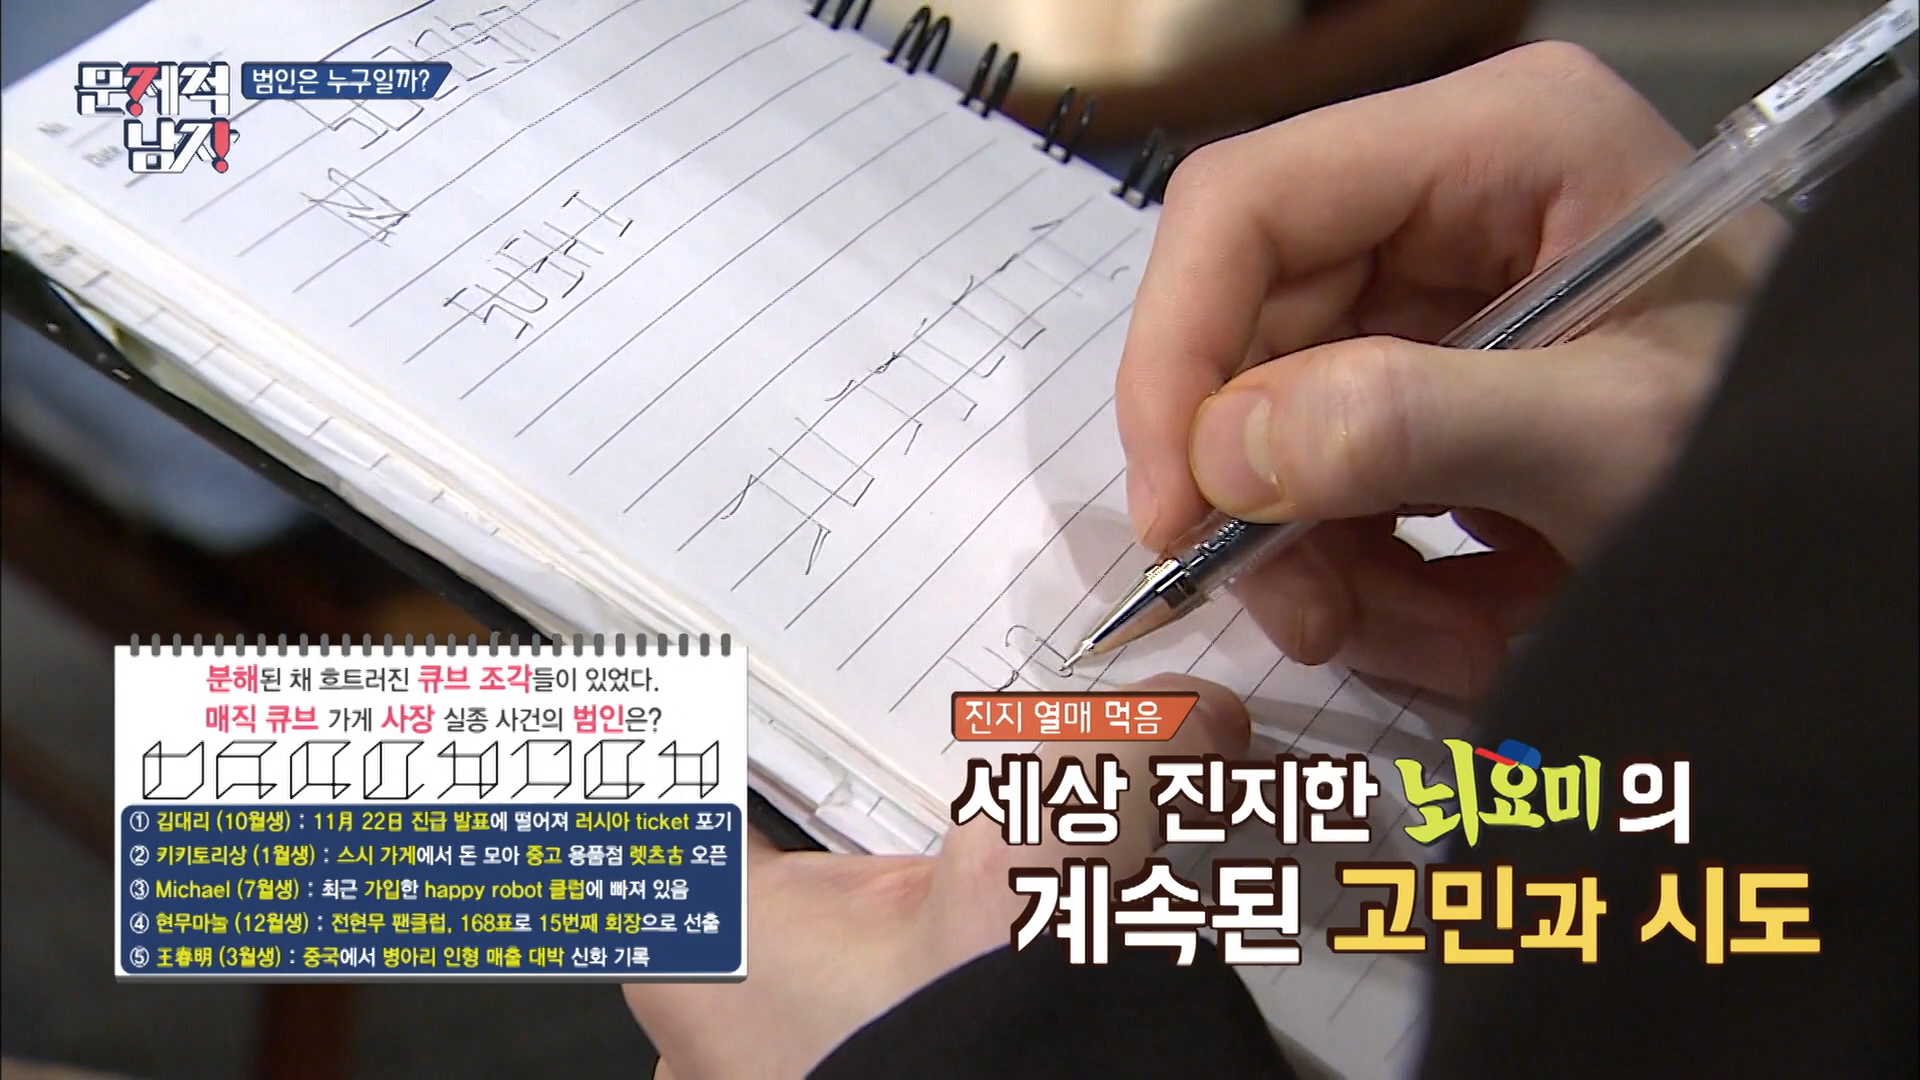 문제적
남자
범인은 누구일까?
SUSHI
분해된 채 흐트러진 큐브 조각들이 있었다.
매직 큐브 가게 사장 실종 사건의 범인은?
① 김대리 (10월생) : 11月 22日 진급 발표에 떨어져 러시아 ticket 포기
② 키키토리상 (1월생) : 스시 가게에서 돈 모아 중고 용품점 렛츠古 오픈
③ Michael (7월생) : 최근 가입한 happy robot 클럽에 빠져 있음
④ 현무마늘 (12월생) : 전현무 팬클럽, 168표로 15번째 회장으로 선출
⑤ 王春明 (3월생) : 중국에서 병아리 인형 매출 대박 신화 기록
진지 열매 먹음
세상 진지한 뇌요미의
계속된 고민과 시도